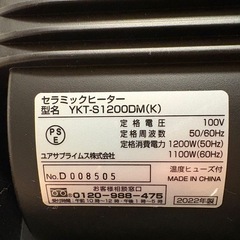 セラミックヒーター
型名 YKT-S1200DM(K)
定格電圧 100V
定格周波数 50/60Hz
定格消費電力 1200W(50Hz)
1100W(60Hz)
PSE
ユアサプライムス株式会社
温度ヒューズ付
MADE IN CHINA
No.D008505
お客様相談窓口
0120-988-475
2022年製